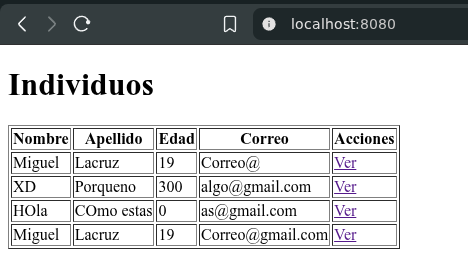 localhost:8080
Individuos
Nombre Apellido Edad Correo Acciones
Miguel Lacruz 19 Correo@ Ver
XD Porqueno 300 algo@gmail.com Ver
HOla COmo estas 0 as@gmail.com Ver
Miguel Lacruz 19 Correo@gmail.com Ver